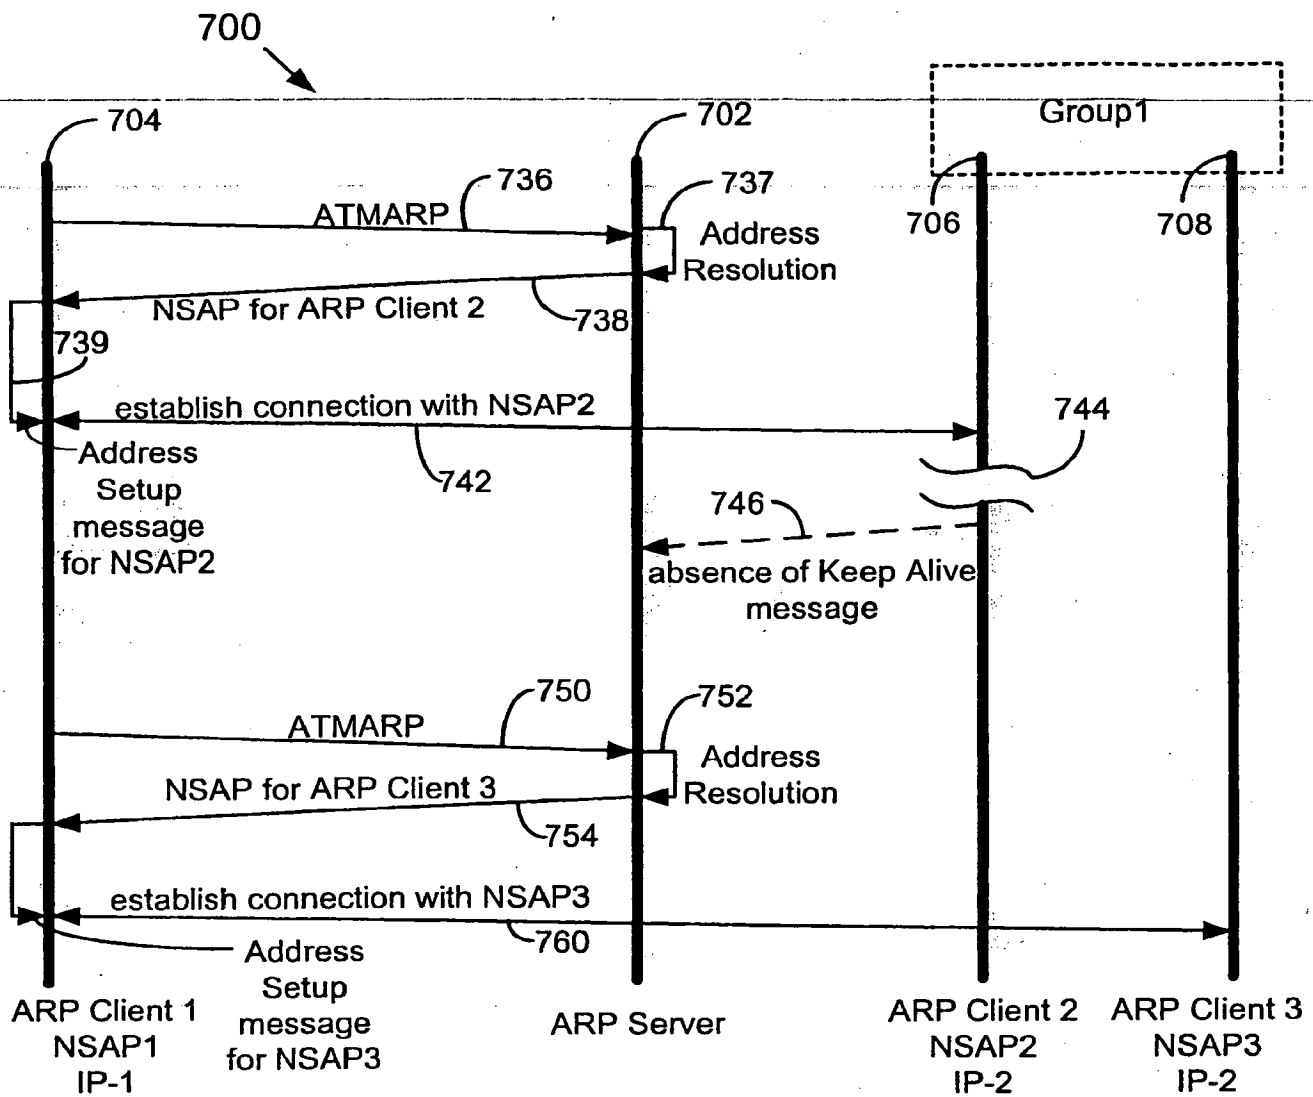 700
704
702
Group1
736
737
706
708
ATMARP
Address
Resolution
NSAP for ARP Client 2
738
739
establish connection with NSAP2
744
Address
Setup
message
for NSAP2
742
746
absence of Keep Alive
message
750
752
ATMARP
Address
Resolution
NSAP for ARP Client 3
754
establish connection with NSAP3
760
Address
Setup
message
for NSAP3
ARP Client 1
NSAP1
IP-1
ARP Server
ARP Client 2
NSAP2
IP-2
ARP Client 3
NSAP3
IP-2